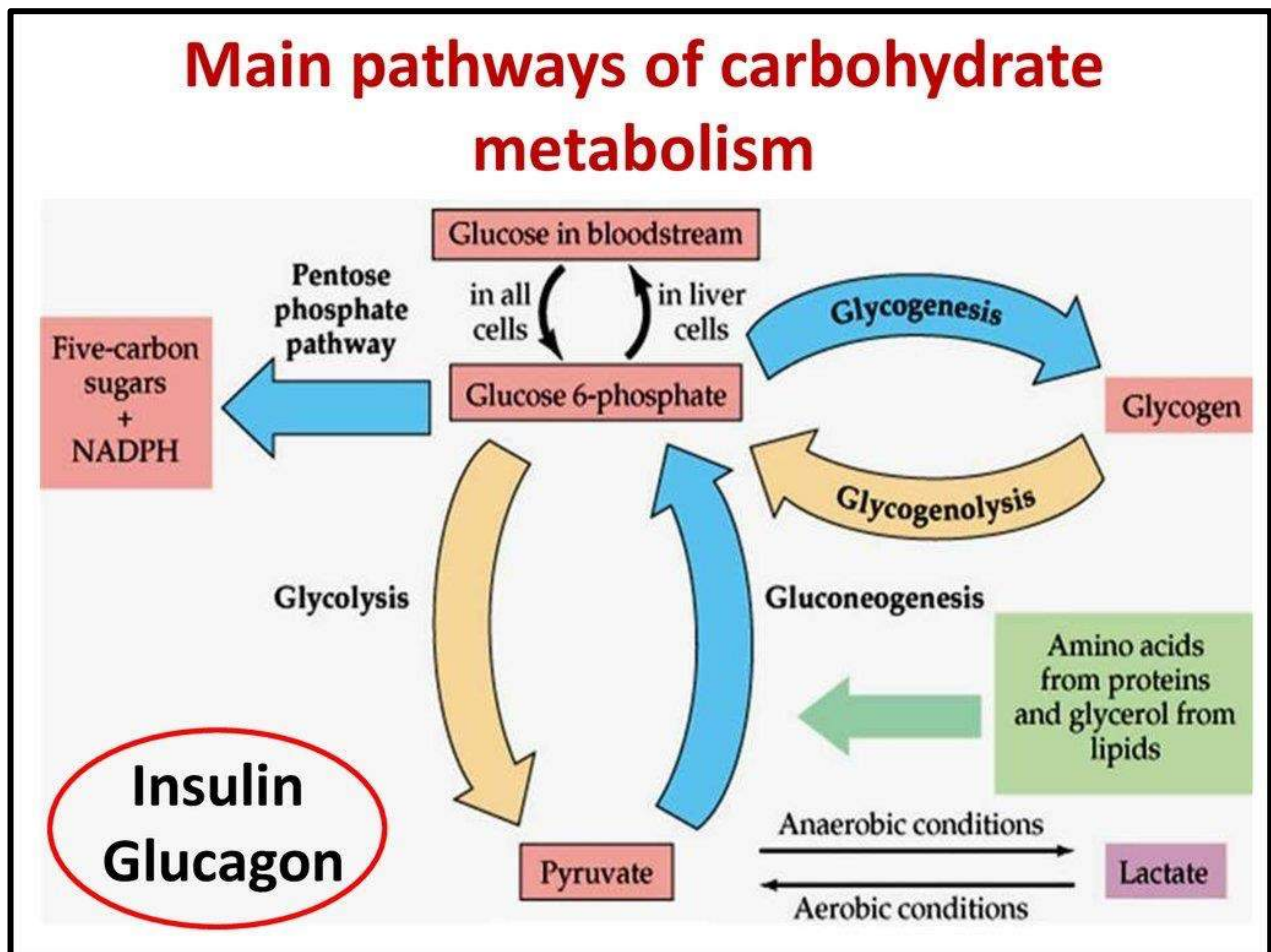 Main pathways of carbohydrate
metabolism
Glucose in bloodstream
Pentose
phosphate
pathway
in all
cells
in liver
cells
Glycogenesis
Five-carbon
sugars
+
NADPH
Glucose 6-phosphate
Glycogen
Glycogenolysis
Glycolysis
Gluconeogenesis
Amino acids
from proteins
and glycerol from
lipids
Insulin
Glucagon
Pyruvate
Anaerobic conditions
Aerobic conditions
Lactate